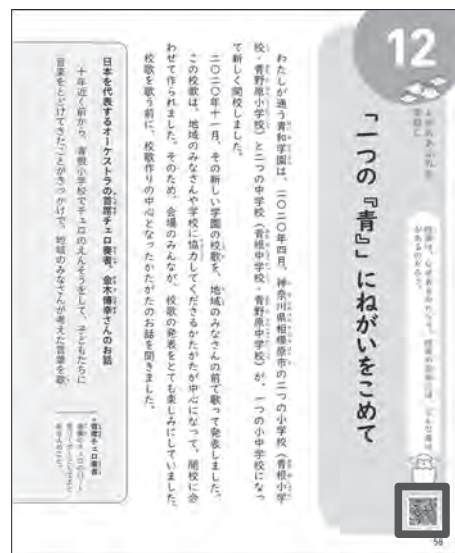 12
「一つの『青』」にねがいをこめて
わたしが通う青和学園は、二〇二〇年四月、神奈川県相模原市の二つの小学校(青根小学
校・青野原小学校)と二つの中学校(青根中学校・青野原中学校)が、一つの小中学校になっ
て新しく開校しました。
二〇二〇年十一月、その新しい学園の校歌を、地域のみなさんの前で歌って発表しました。
この校歌は、地域のみなさんや学校に協力してくださるかたがたが中心になって、開校に合
わせて作られました。そのため、会場のみんなが、校歌の発表をとても楽しみにしていました。
校歌を歌う前に、校歌作りの中心となったかたがたのお話を聞きました。
日本を代表するオーケストラの首席チェロ奏者、金木博幸さんのお話
十年近く前から、青根小学校でチェロのえんそうをして、子どもたちに
音楽をとどけてきたことがきっかけで、地域のみなさんが考えた言葉を歌
首席チェロ奏者
58